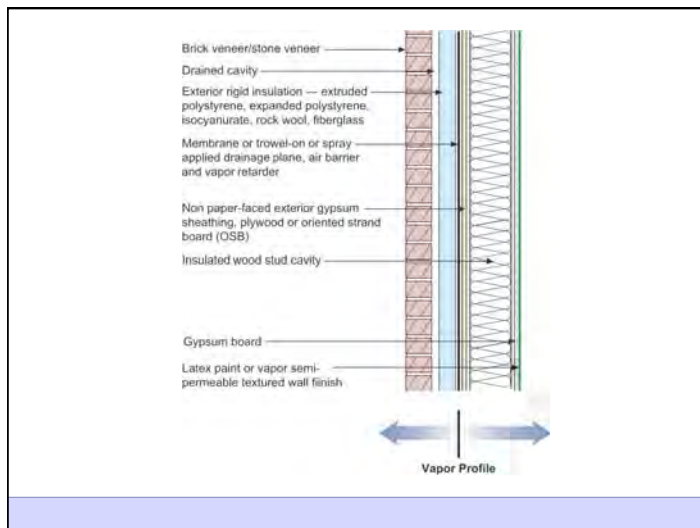 Brick veneer/stone veneer
Drained cavity
Exterior rigid insulation — extruded
polystyrene, expanded polystyrene,
isocyanurate, rock wool, fiberglass
Membrane or trowel-on or spray
applied drainage plane, air barrier
and vapor retarder
Non paper-faced exterior gypsum
sheathing, plywood or oriented strand
board (OSB)
Insulated wood stud cavity
Gypsum board
Latex paint or vapor semi-
permeable textured wall fiinish
Vapor Profile